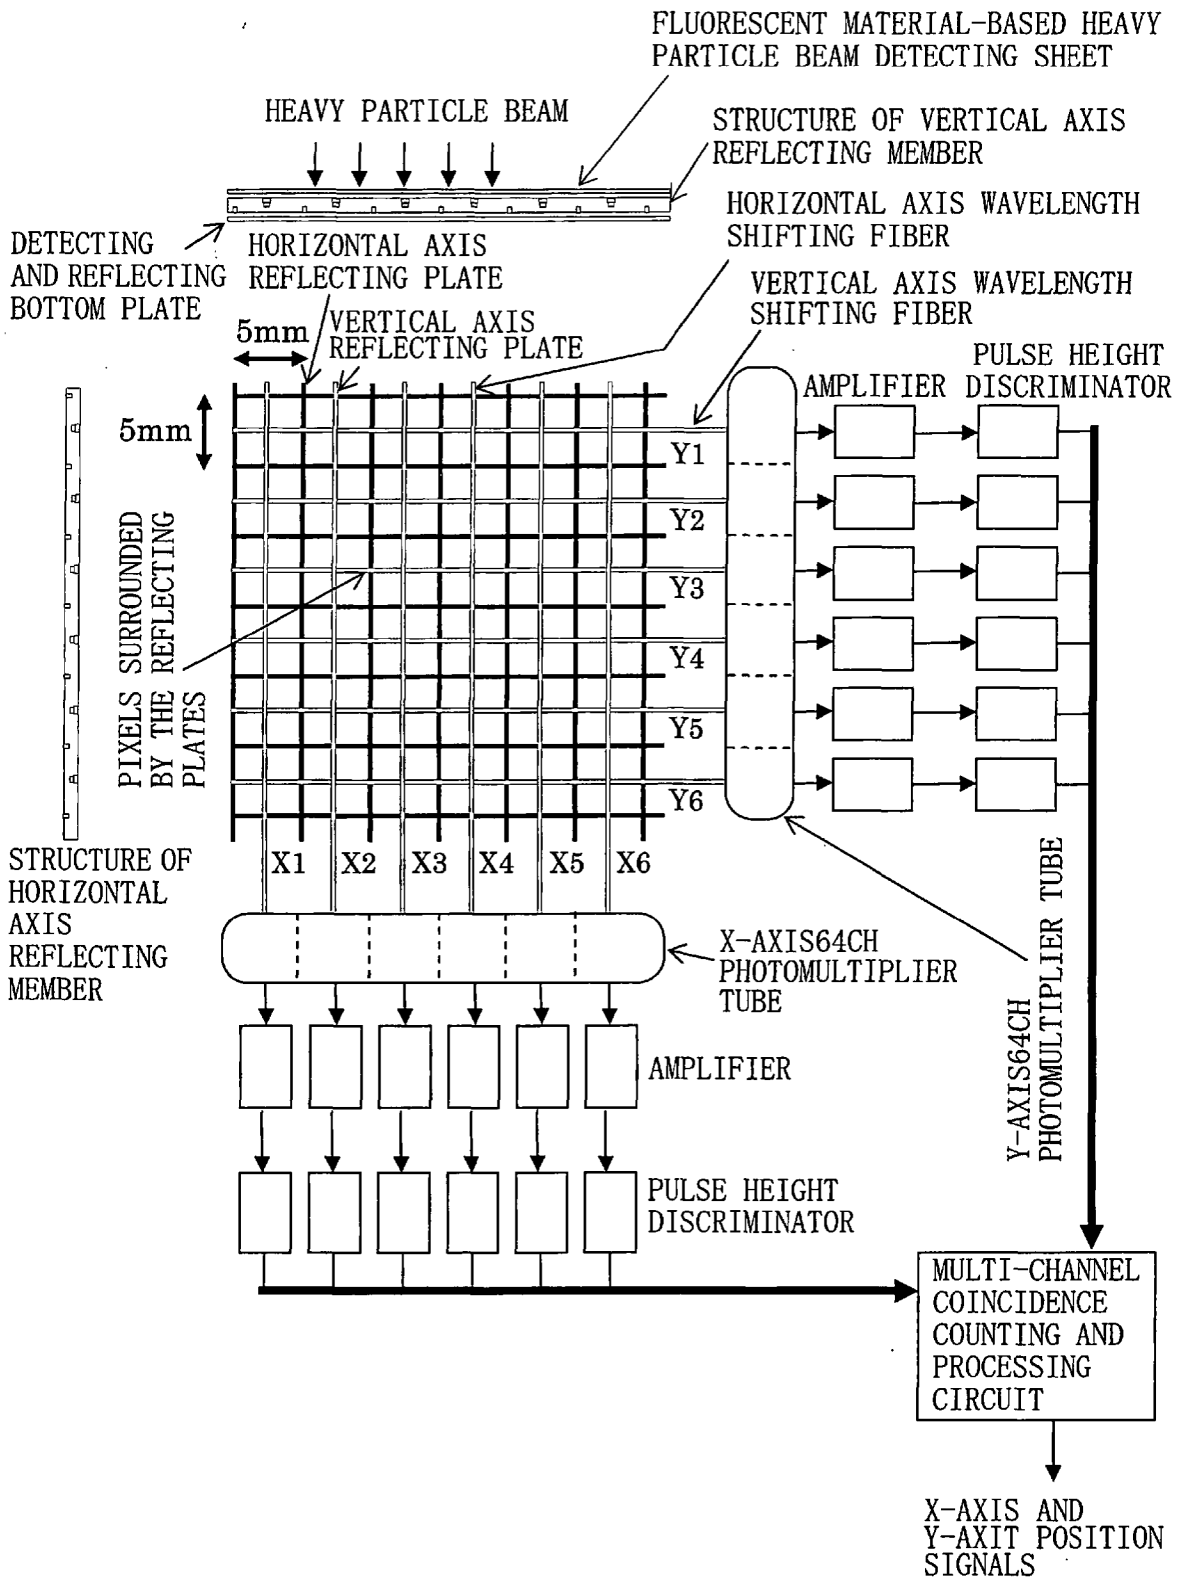 FLUORESCENT MATERIAL-BASED HEAVY
PARTICLE BEAM DETECTING SHEET
HEAVY PARTICLE BEAM
STRUCTURE OF VERTICAL AXIS
REFLECTING MEMBER
HORIZONTAL AXIS WAVELENGTH
SHIFTING FIBER
DETECTING
AND REFLECTING
BOTTOM PLATE
HORIZONTAL AXIS
REFLECTING PLATE
VERTICAL AXIS WAVELENGTH
SHIFTING FIBER
5mm
VERTICAL AXIS
REFLECTING PLATE
PULSE HEIGHT
DISCRIMINATOR
AMPLIFIER
5mm
Y1
Y2
Y3
Y4
Y5
Y6
PIXELS SURROUNDED
BY THE REFLECTING
PLATES
STRUCTURE OF
HORIZONTAL
AXIS
REFLECTING
MEMBER
X1
X2
X3
X4
X5
X6
X-AXIS64CH
PHOTOMULTIPLIER
TUBE
Y-AXIS64CH
PHOTOMULTIPLIER TUBE
AMPLIFIER
PULSE HEIGHT
DISCRIMINATOR
MULTI-CHANNEL
COINCIDENCE
COUNTING AND
PROCESSING
CIRCUIT
X-AXIS AND
Y-AXIT POSITION
SIGNALS